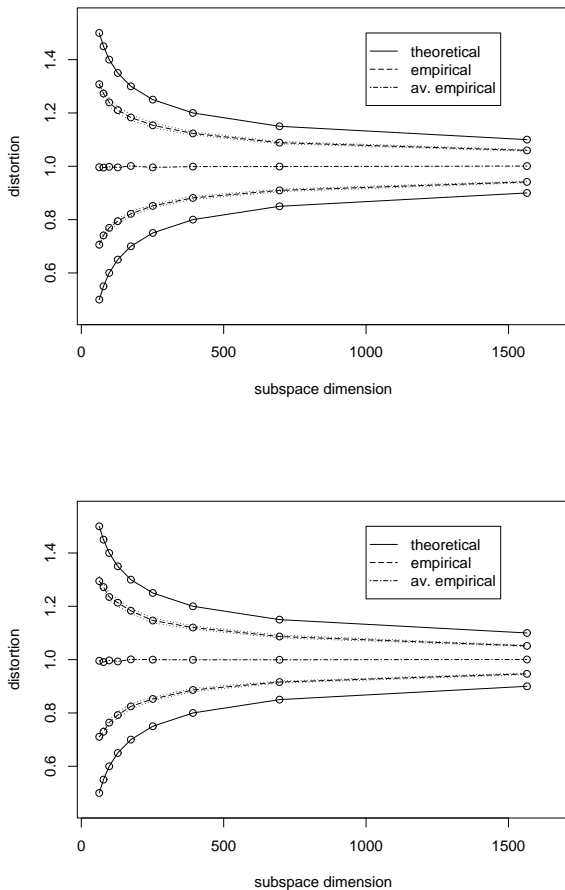 1.4
1.2
1.0
0.8
0.6
distortion
theoretical
empirical
av. empirical
0
500
1000
1500
subspace dimension
1.4
1.2
1.0
0.8
0.6
distortion
theoretical
empirical
av. empirical
0
500
1000
1500
subspace dimension